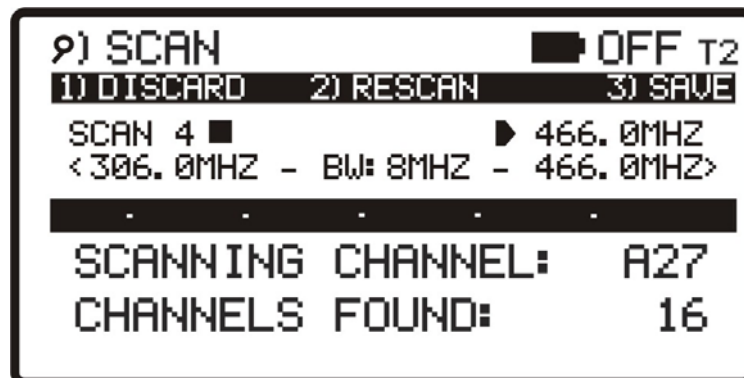 9) SCAN OFF T2
1) DISCARD 2) RESCAN 3) SAVE
SCAN 4 466.0MHZ
<306.0MHZ - BW: 8MHZ - 466.0MHZ>
SCANNING CHANNEL: A27
CHANNELS FOUND: 16